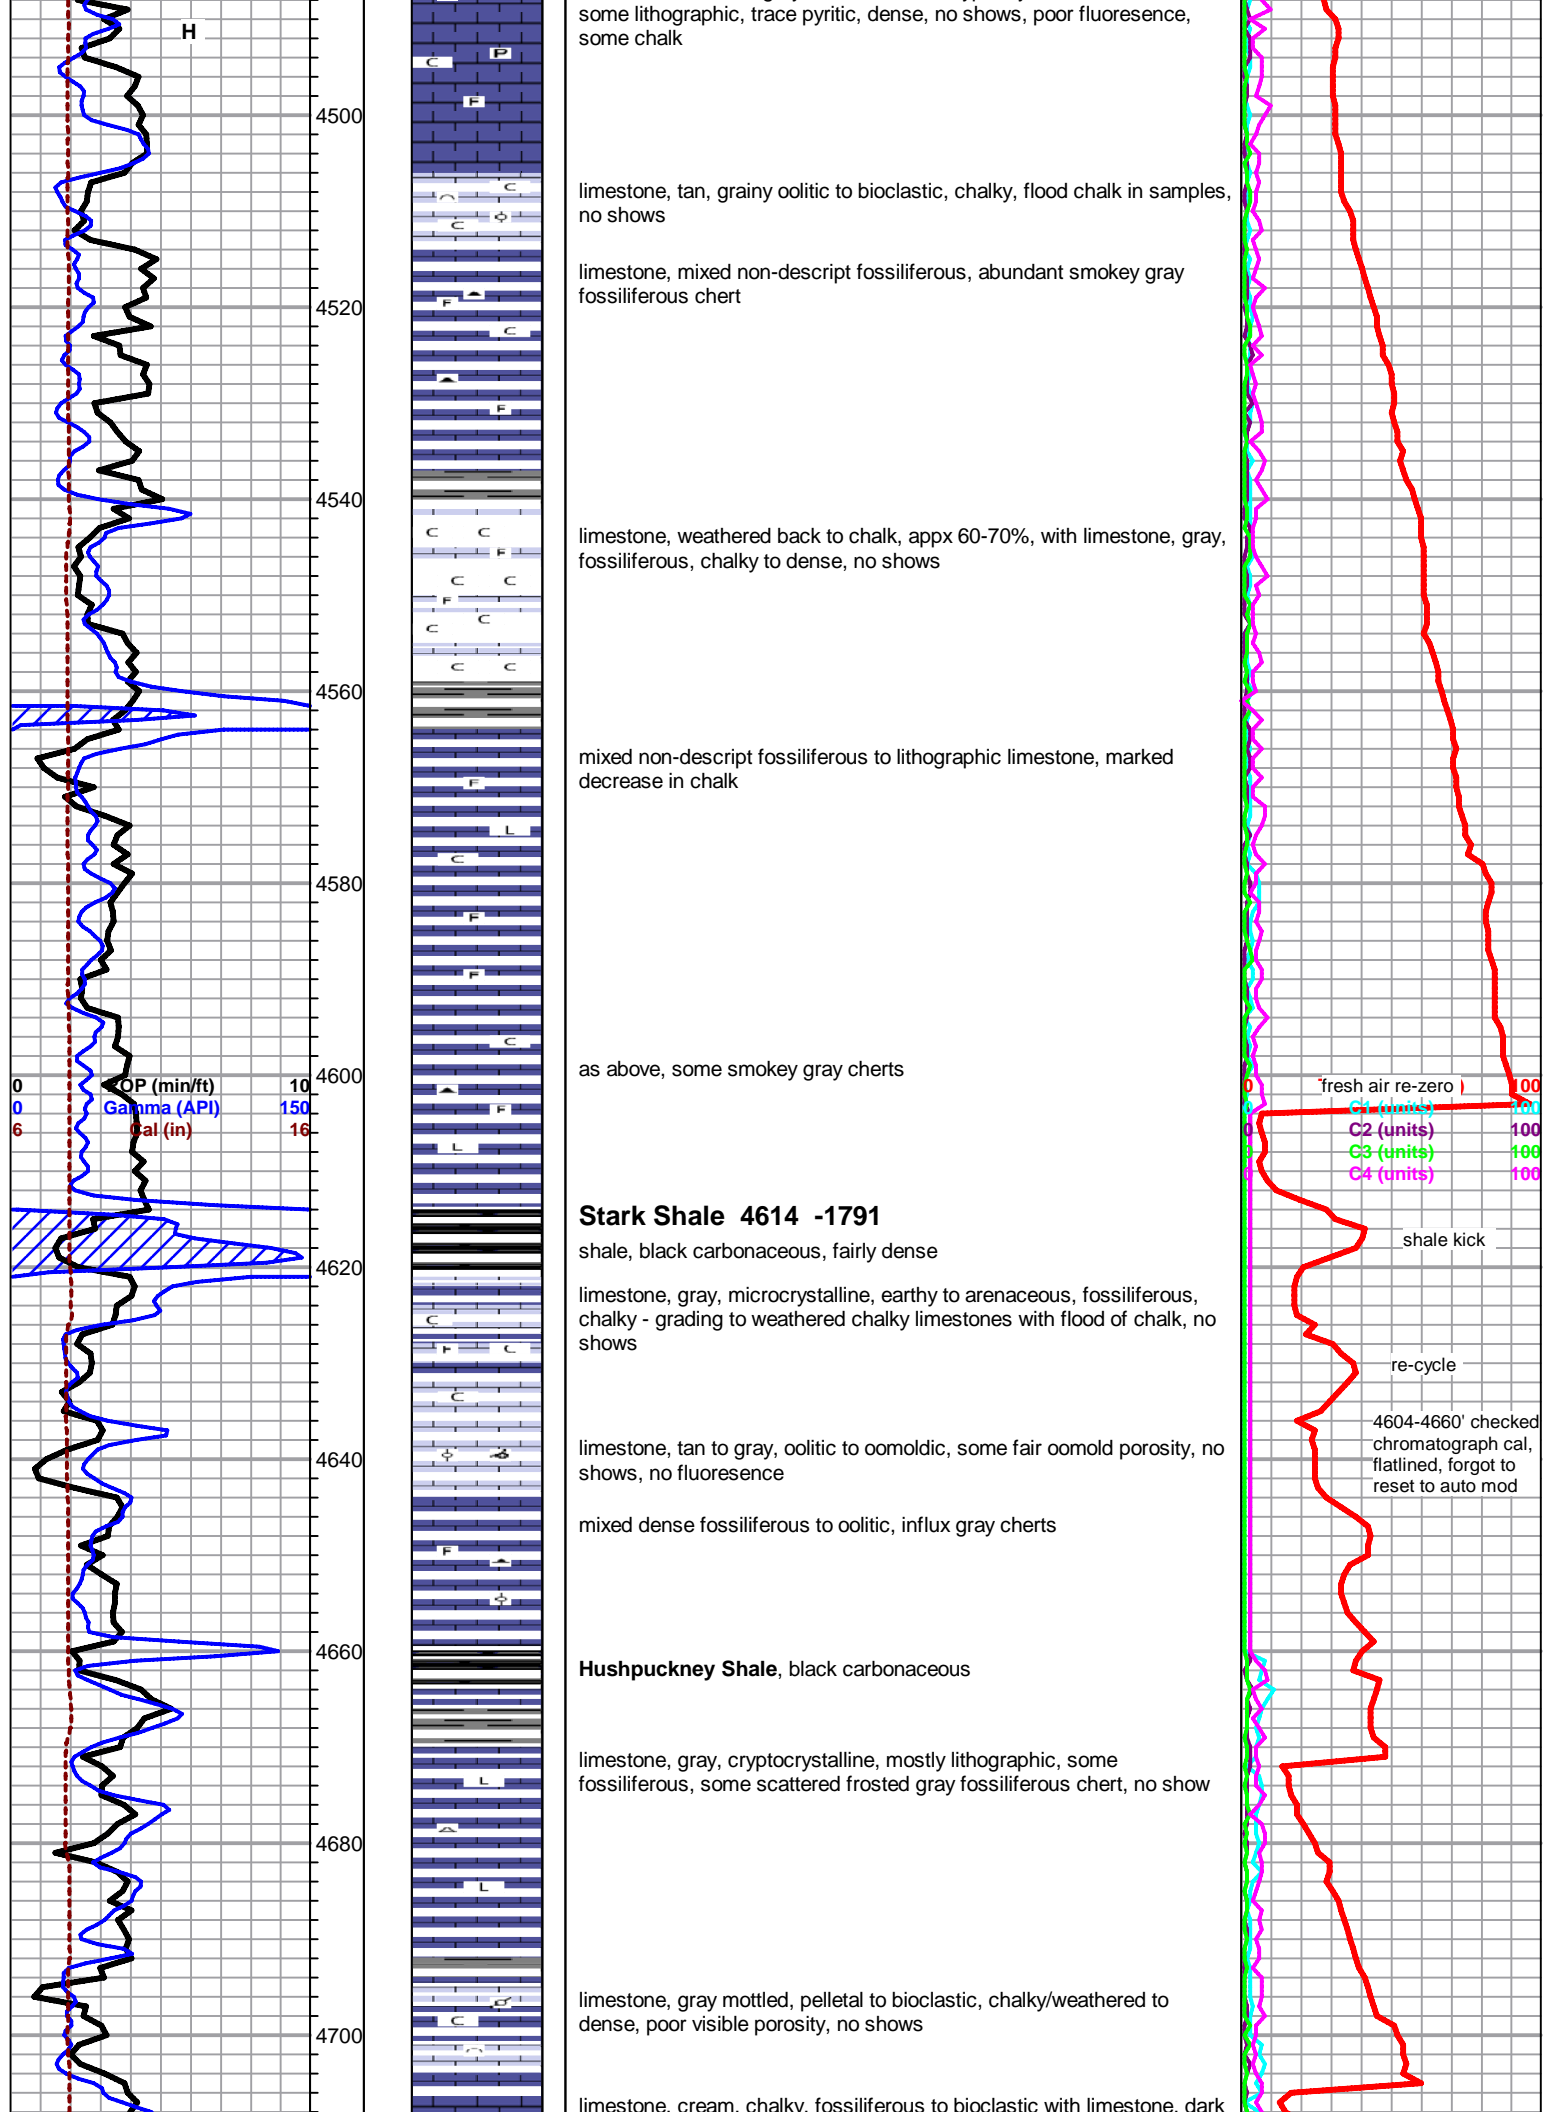 H
some lithographic, trace pyritic, dense, no shows, poor fluoresence,
some chalk
C
P
F
4500
C
limestone, tan, grainy oolitic to bioclastic, chalky, flood chalk in samples,
no shows
C
limestone, mixed non-descript fossiliferous, abundant smokey gray
fossiliferous chert
F
4520
C
F
4540
C C
limestone, weathered back to chalk, appx 60-70%, with limestone, gray,
fossiliferous, chalky to dense, no shows
F
C C
F
C
C
C C
4560
mixed non-descript fossiliferous to lithographic limestone, marked
decrease in chalk
F
L
C
4580
F
F
C
4600
as above, some smokey gray cherts
0 ROP (min/ft) 10
0 Gamma (API) 150
6 Cal (in) 16
F
L
0 fresh air re-zero 100
C1 (units) 100
0 C2 (units) 100
C3 (units) 100
C4 (units) 100
Stark Shale 4614 -1791
shale, black carbonaceous, fairly dense
shale kick
4620
limestone, gray, microcrystalline, earthy to arenaceous, fossiliferous,
chalky - grading to weathered chalky limestones with flood of chalk, no
shows
C
F C
re-cycle
C
4604-4660' checked
chromatograph cal,
flatlined, forgot to
reset to auto mod
4640
limestone, tan to gray, oolitic to oomoldic, some fair oomold porosity, no
shows, no fluoresence
mixed dense fossiliferous to oolitic, influx gray cherts
F
4660
Hushpuckney Shale, black carbonaceous
limestone, gray, cryptocrystalline, mostly lithographic, some
fossiliferous, some scattered frosted gray fossiliferous chert, no show
L
4680
L
limestone, gray mottled, pelletal to bioclastic, chalky/weathered to
dense, poor visible porosity, no shows
C
4700
limestone, cream, chalky, fossiliferous to bioclastic with limestone, dark